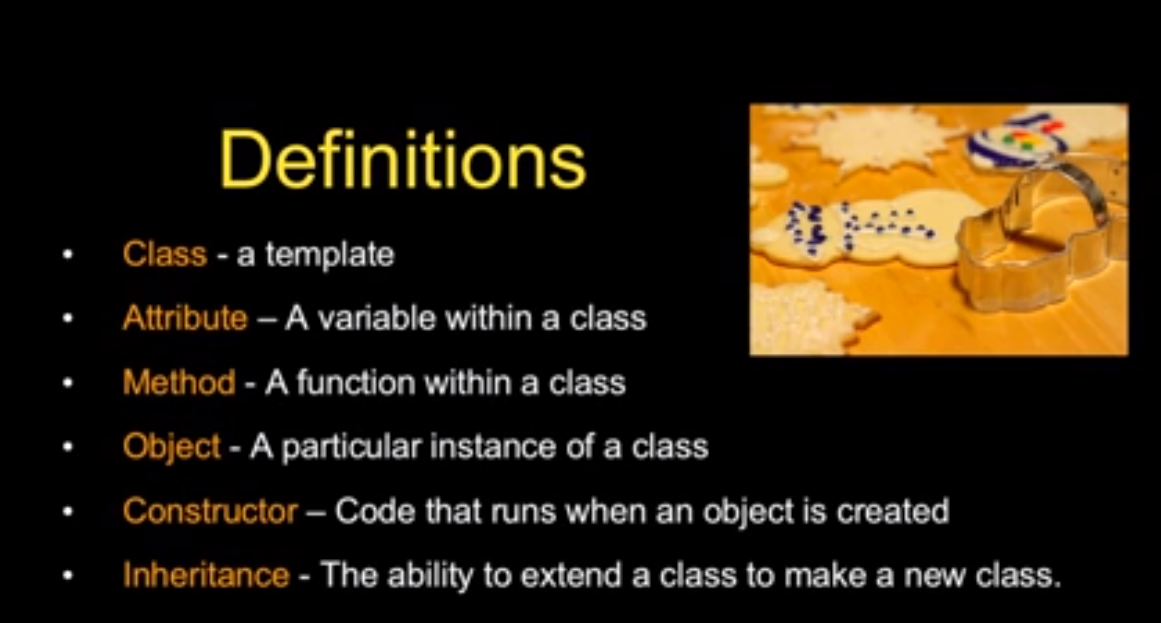 Definitions
• Class - a template
• Attribute – A variable within a class
• Method - A function within a class
• Object - A particular instance of a class
• Constructor – Code that runs when an object is created
• Inheritance - The ability to extend a class to make a new class.